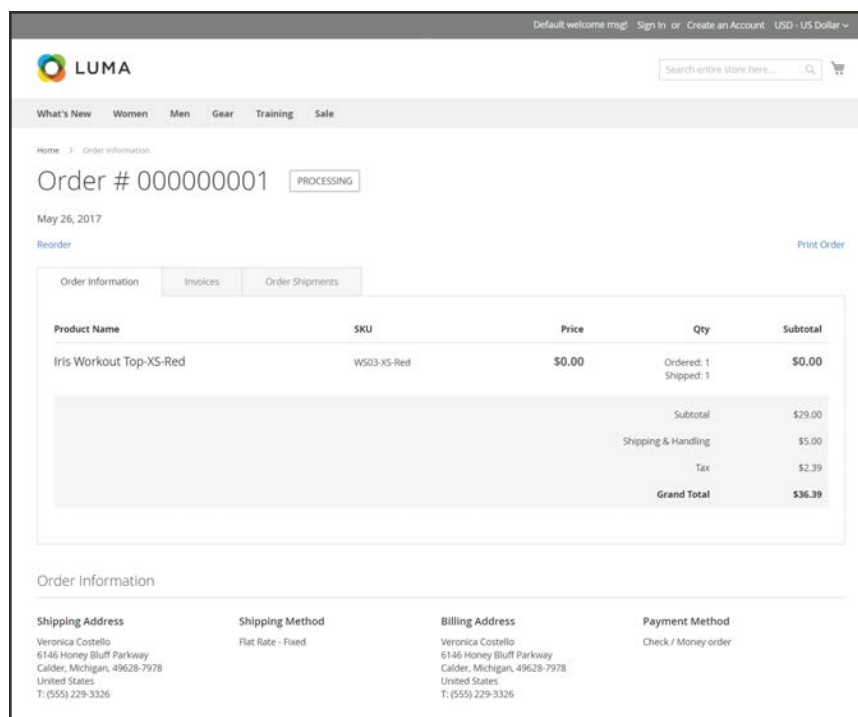 Default welcome msg! Sign In or Create an Account USD - US Dollar
LUMA
Search entire store here...
What's New Women Men Gear Training Sale
Home > Order Information
Order # 000000001 PROCESSING
May 26, 2017
Reorder Print Order
Order Information Invoices Order Shipments
Product Name SKU Price Qty Subtotal
Iris Workout Top-XS-Red WS03-XS-Red $0.00 Ordered: 1 $0.00
Shipped: 1
Subtotal $29.00
Shipping & Handling $5.00
Tax $2.39
Grand Total $36.39
Order Information
Shipping Address Shipping Method Billing Address Payment Method
Veronica Costello Flat Rate - Fixed Veronica Costello Check / Money order
6146 Honey Bluff Parkway 6146 Honey Bluff Parkway
Calder, Michigan, 49628-7978 Calder, Michigan, 49628-7978
United States United States
T: (555) 229-3326 T: (555) 229-3326